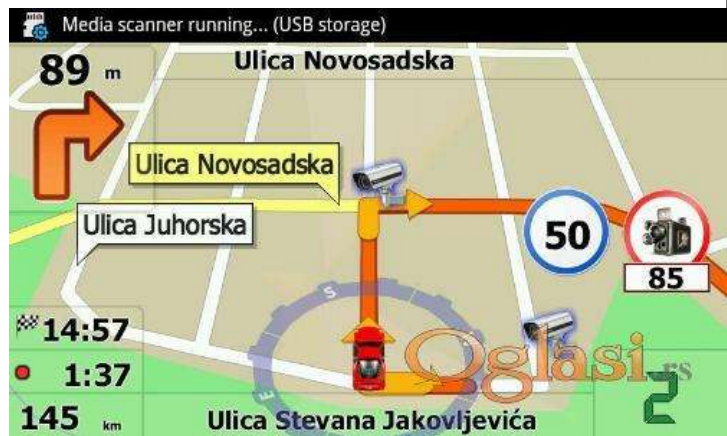 Media scanner running... (USB storage)
89 m
Ulica Novosadska
Ulica Novosadska
Ulica Juhorska
50
85
S
E
14:57
1:37
145 km
Ulica Stevana Jakovljevića
Oglasi.rs
2